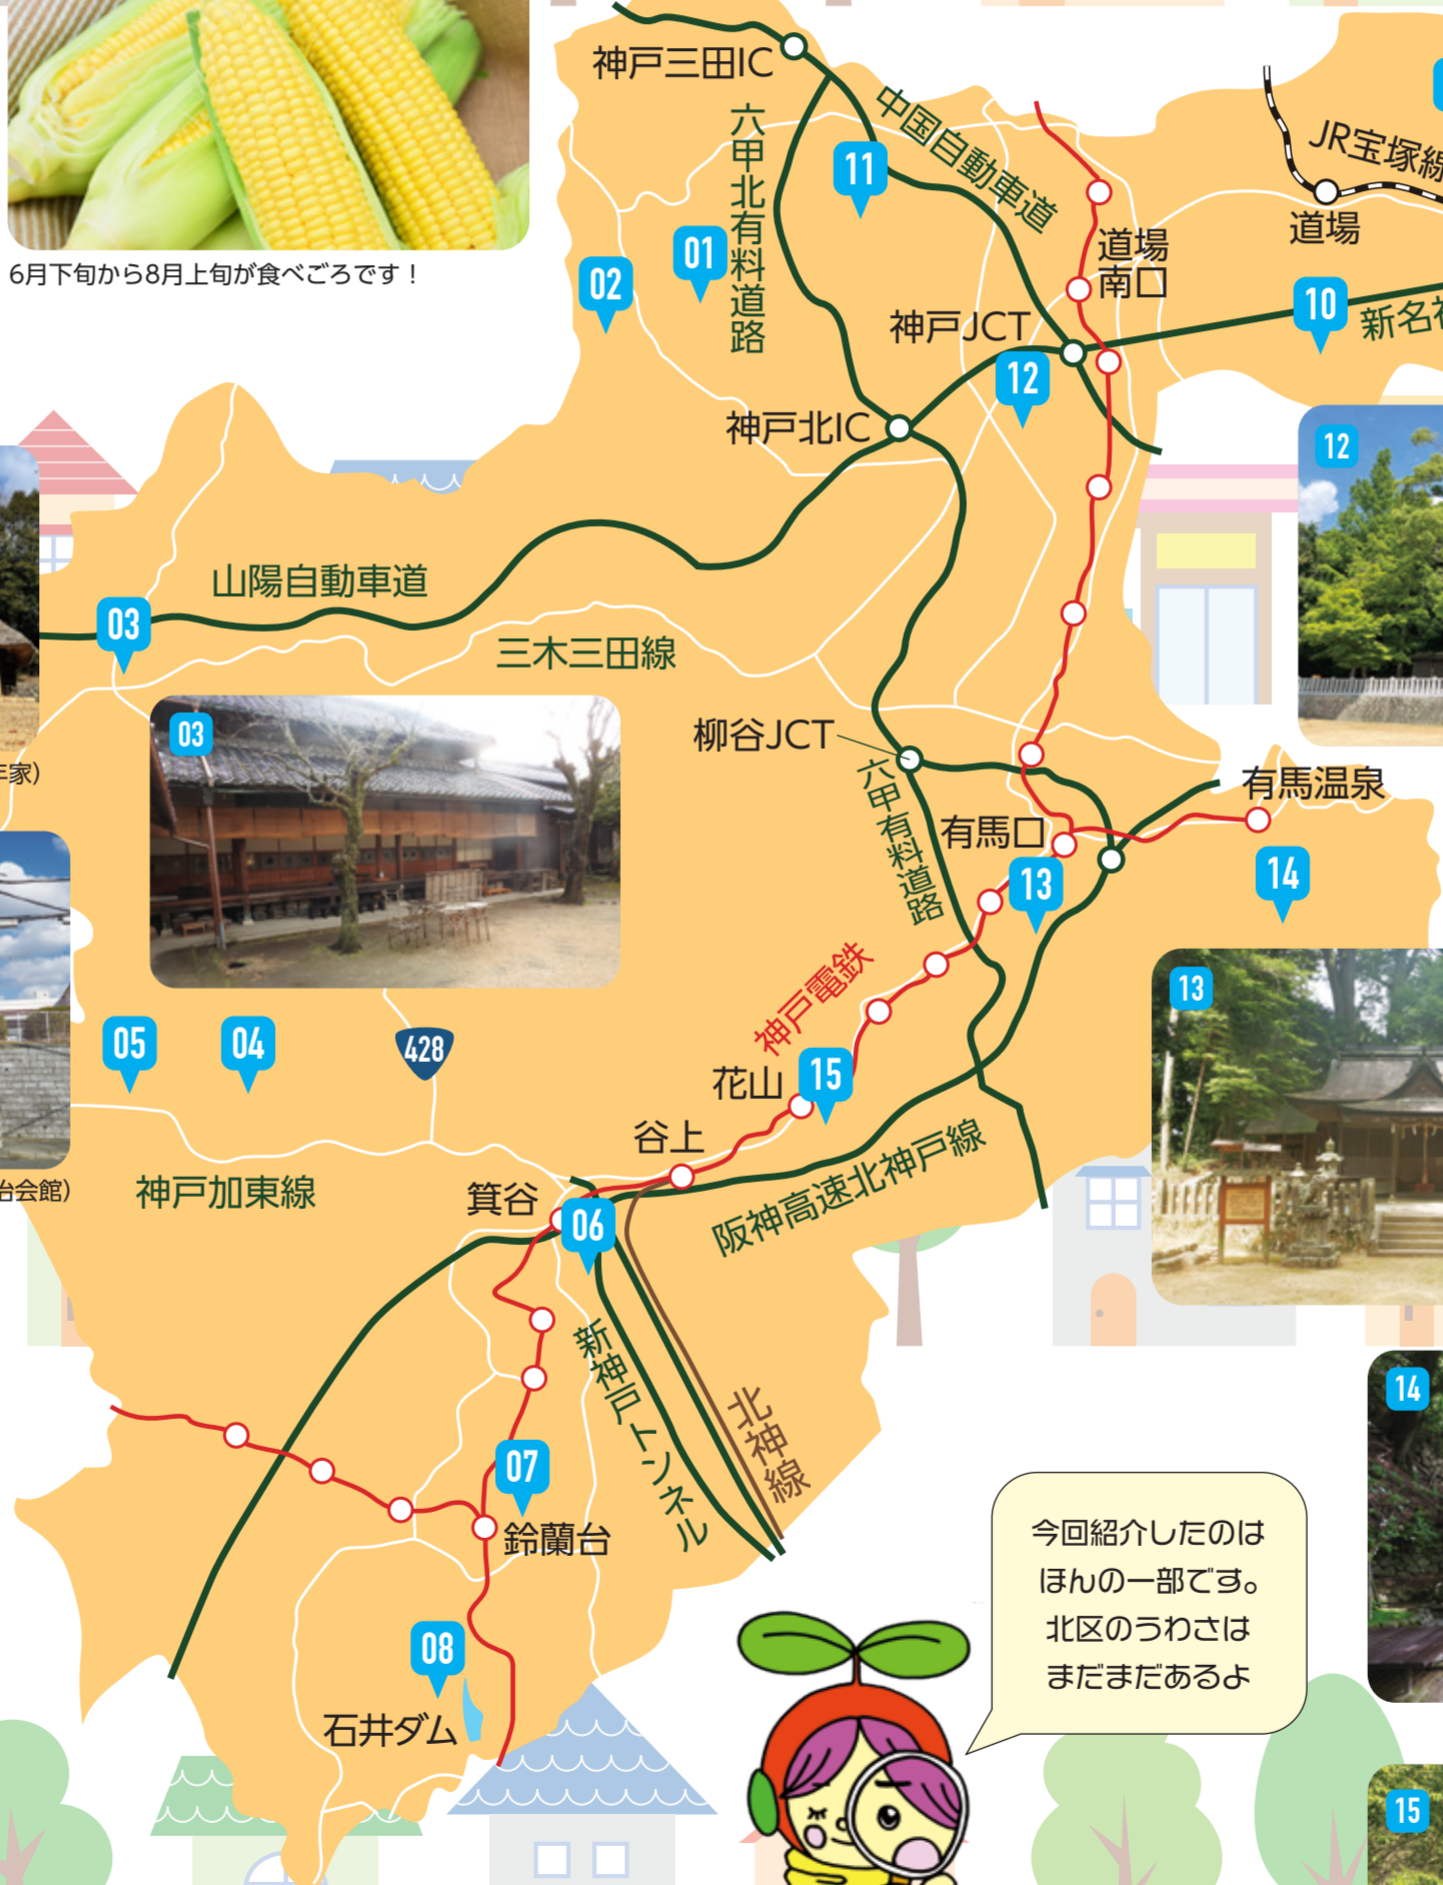 6月下旬から8月上旬が食べごろです！
神戸三田IC
中国自動車道
六甲北有料道路
11
JR宝塚線
道場
道場
南口
01
02
10
神戸JCT
新名神
12
神戸北IC
12
山陽自動車道
03
三木三田線
03
柳谷JCT
六甲有料道路
有馬温泉
有馬口
13
14
年家）
神戸電鉄
13
05
04
428
15
花山
谷上
阪神高速北神戸線
治会館）
神戸加東線
箕谷
06
新神戸トンネル
北神線
14
07
鈴蘭台
今回紹介したのは
ほんの一部です。
北区のうわさは
まだまだあるよ
08
石井ダム
15